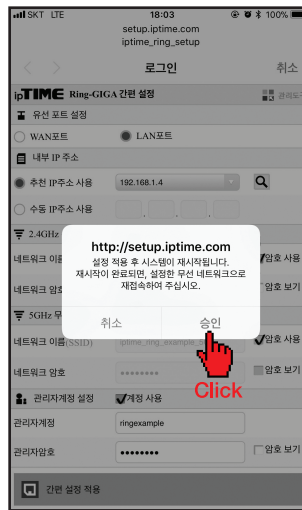 SKT LTE 18:03 100%
setup.iptime.com
iptime_ring_setup
로그인 취소
ipTIME Ring-GIGA 간편 설정 관리도구
유선 포트 설정
WAN포트 LAN포트
내부 IP 주소
추천 IP주소 사용 192.168.1.4
수동 IP주소 사용 . . .
2.4GHz
네트워크 이름 암호 사용
네트워크 암호 암호 보기
http://setup.iptime.com
설정 적용 후 시스템이 재시작됩니다.
재시작이 완료되면, 설정한 무선 네트워크으로
재접속하여 주십시오.
취소 승인
5GHz 무
네트워크 이름(SSID) iptime_ring_example_5 암호 사용
Click
네트워크 암호 •••••••• 암호 보기
관리자계정 설정 계정 사용
관리자계정 ringexample
관리자암호 •••••••• 암호 보기
간편 설정 적용